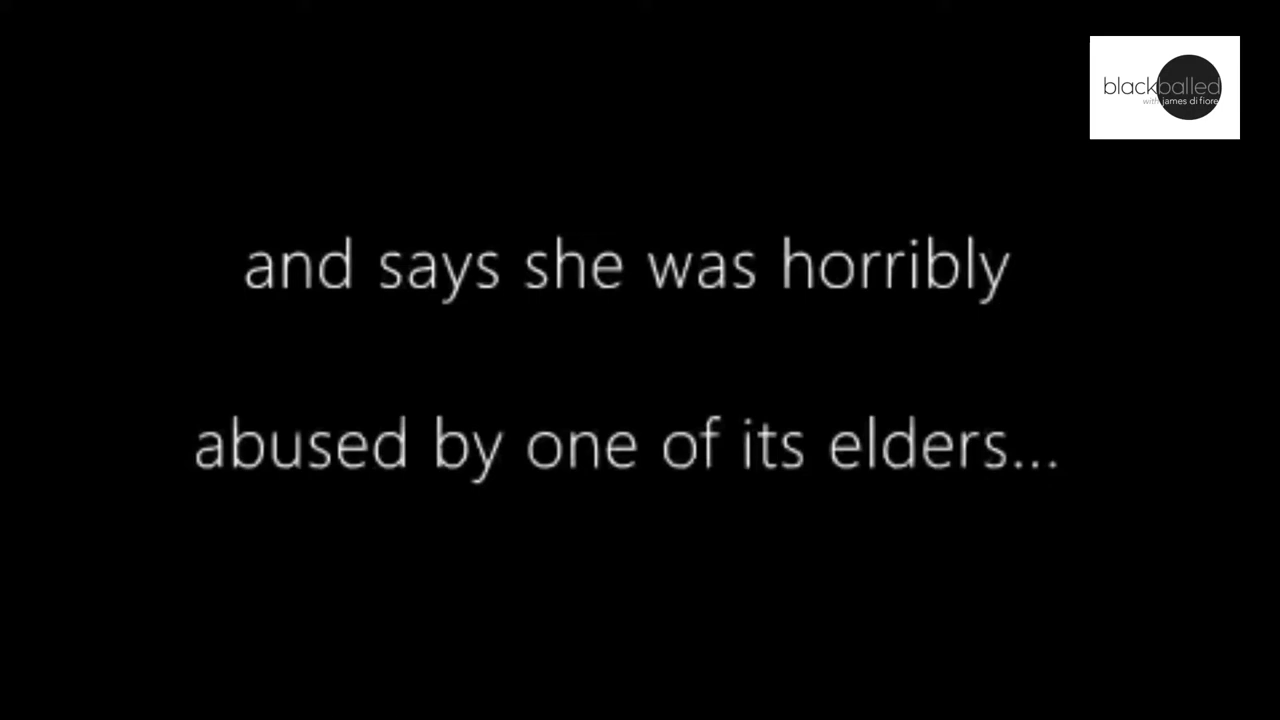 blackballed
with james di fiore
and says she was horribly
abused by one of its elders...